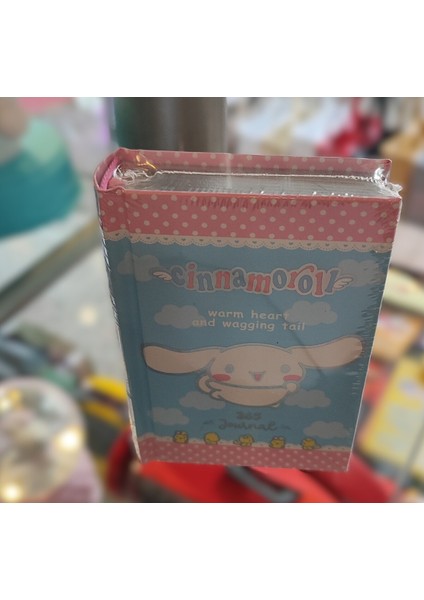 cinnamoroll
warm heart
and wagging tail
365
journal